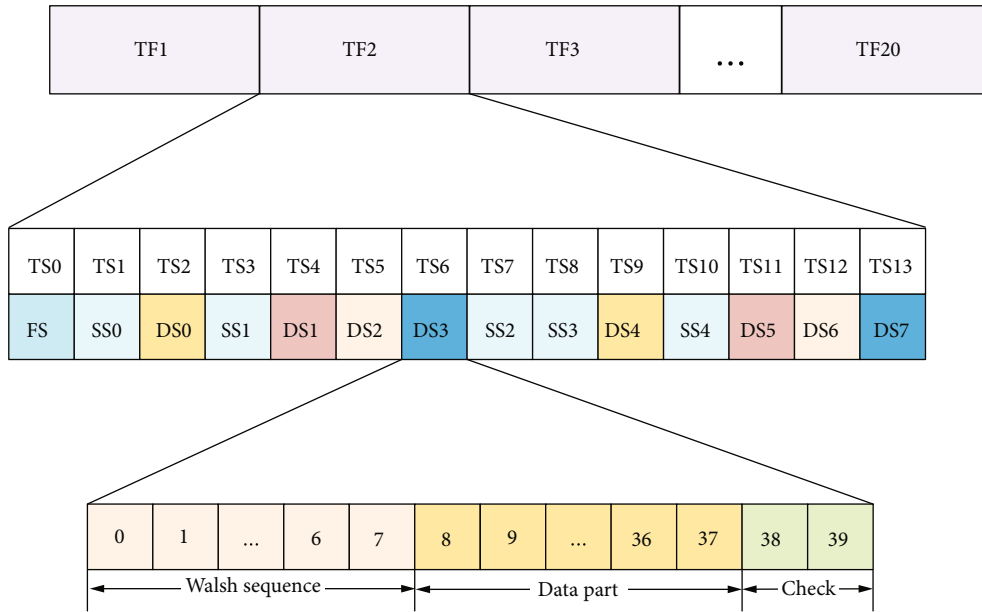 TF1 TF2 TF3 ... TF20
TS0 TS1 TS2 TS3 TS4 TS5 TS6 TS7 TS8 TS9 TS10 TS11 TS12 TS13
FS SS0 DS0 SS1 DS1 DS2 DS3 SS2 SS3 DS4 SS4 DS5 DS6 DS7
0 1 ... 6 7 8 9 ... 36 37 38 39
Walsh sequence Data part Check